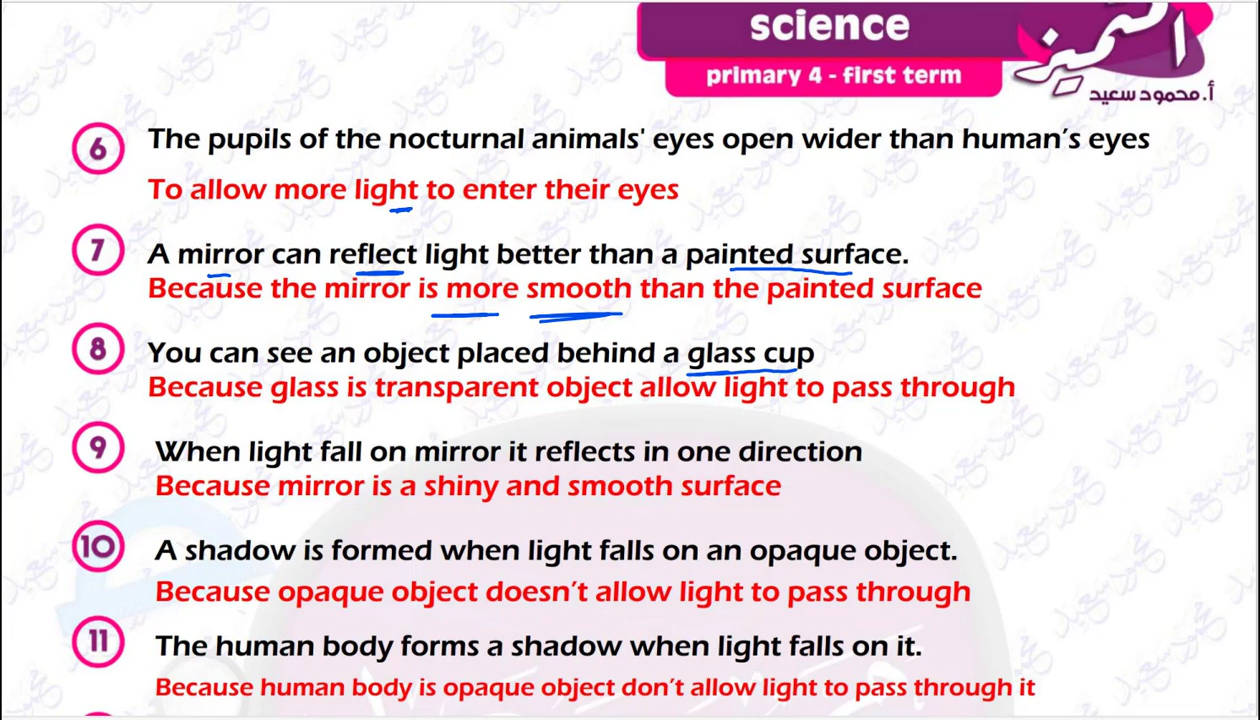 science
primary 4 - first term
التميز
أ. محمود سعيد
6 The pupils of the nocturnal animals' eyes open wider than human's eyes
To allow more light to enter their eyes
7 A mirror can reflect light better than a painted surface.
Because the mirror is more smooth than the painted surface
8 You can see an object placed behind a glass cup
Because glass is transparent object allow light to pass through
9 When light fall on mirror it reflects in one direction
Because mirror is a shiny and smooth surface
10 A shadow is formed when light falls on an opaque object.
Because opaque object doesn't allow light to pass through
11 The human body forms a shadow when light falls on it.
Because human body is opaque object don't allow light to pass through it